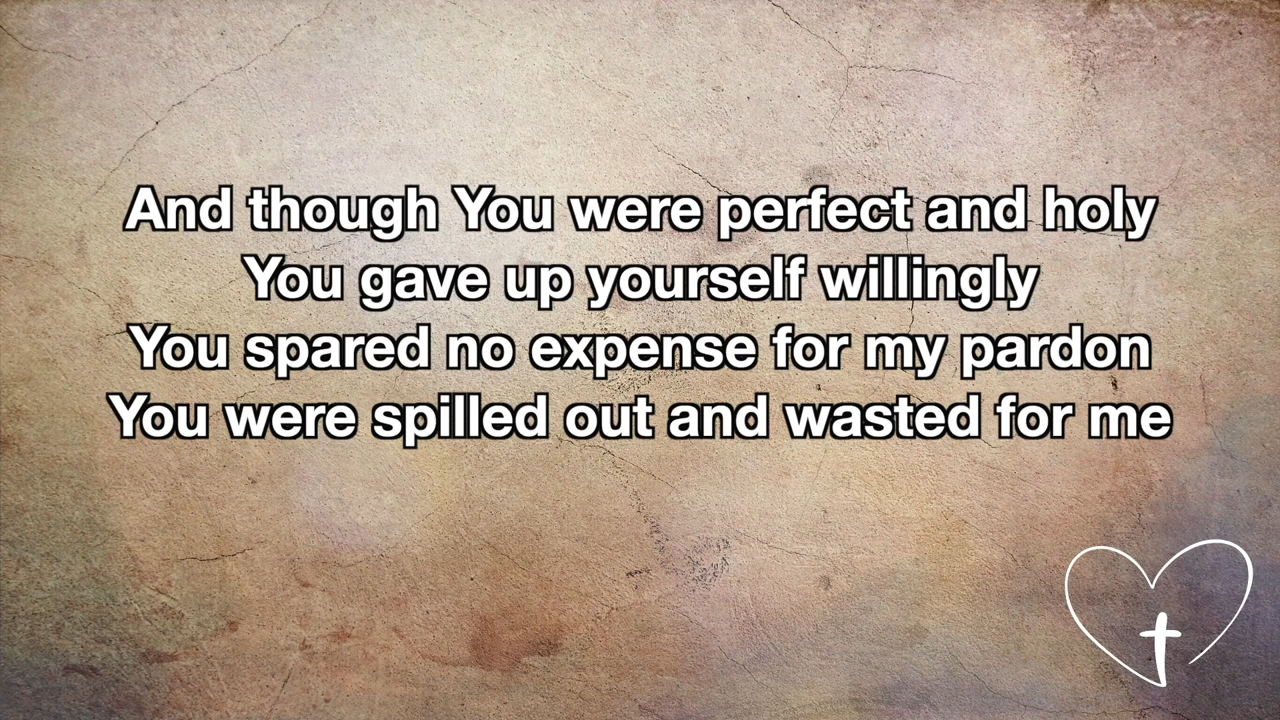 And though You were perfect and holy
You gave up yourself willingly
You spared no expense for my pardon
You were spilled out and wasted for me